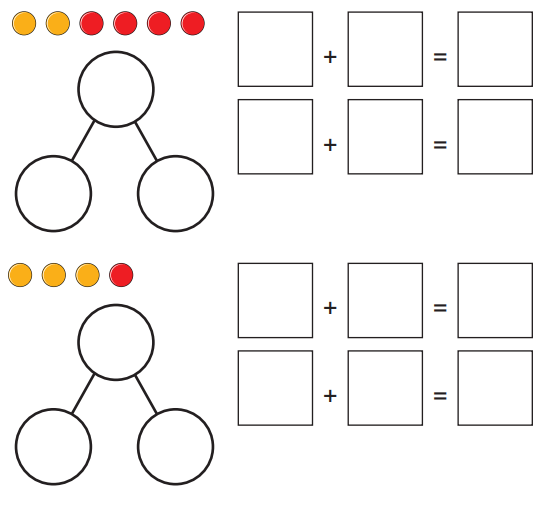 + =
+ =
+ =
+ =